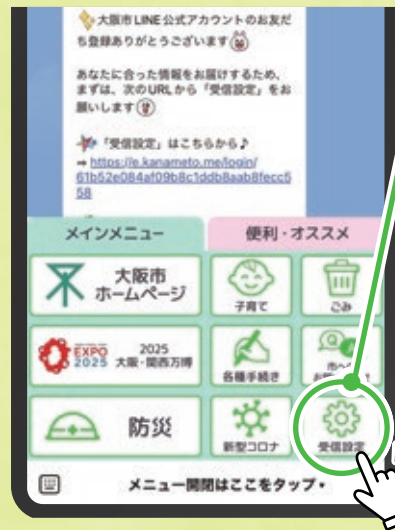 大阪市LINE公式アカウントのお友だ
ち登録ありがとうございます
あなたに合った情報をお届けするため、
まずは、次のURLから「受信設定」をお
願いします
「受信設定」はこちらから♪
→ https://e.kanameto.me/login/
61b52e084af09b8c1ddb8aab8fecc5
58
メインメニュー
便利・オススメ
大阪市
ホームページ
子育て
ごみ
EXPO
2025
2025
大阪・関西万博
各種手続き
防災
新型コロナ
受信設定
メニュー開閉はここをタップ・